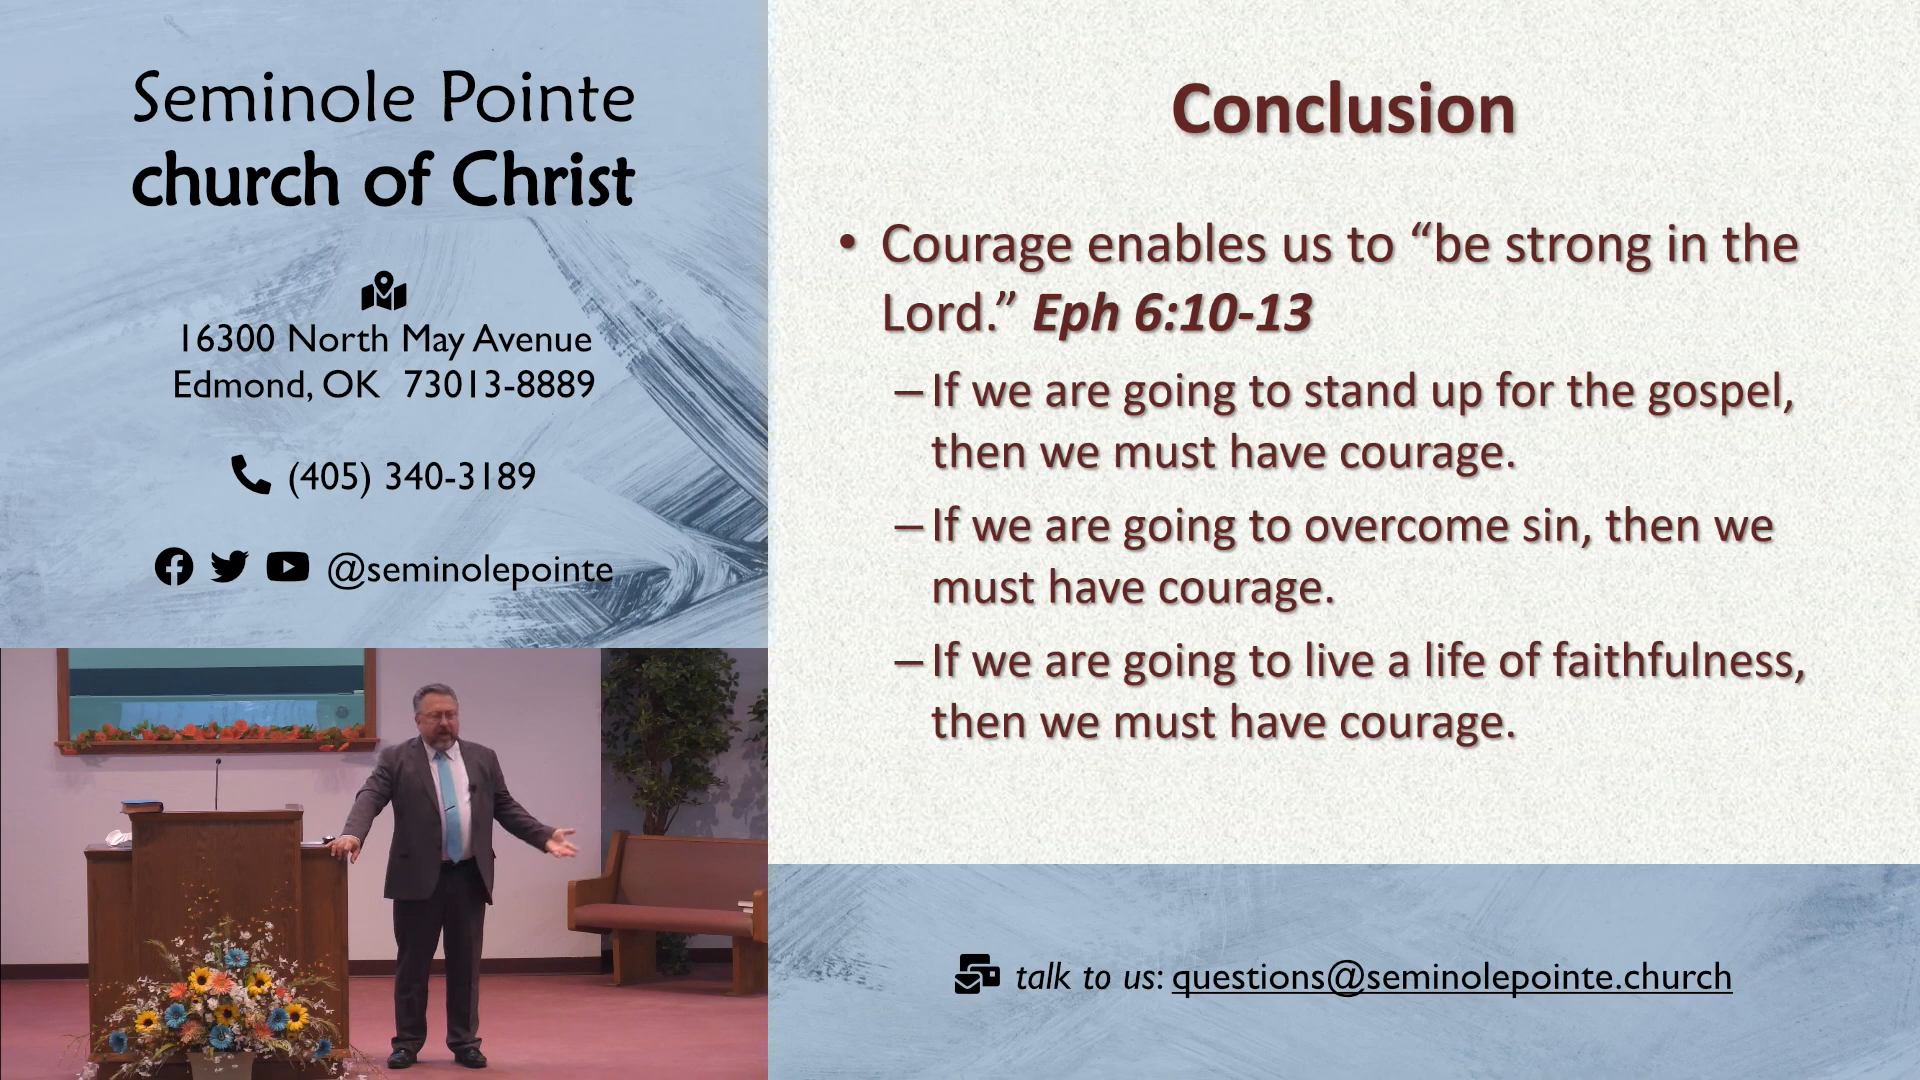 Seminole Pointe
church of Christ
16300 North May Avenue
Edmond, OK 73013-8889
(405) 340-3189
@seminolepointe
Conclusion
• Courage enables us to “be strong in the
Lord.” Eph 6:10-13
– If we are going to stand up for the gospel,
then we must have courage.
– If we are going to overcome sin, then we
must have courage.
– If we are going to live a life of faithfulness,
then we must have courage.
talk to us: questions@seminolepointe.church